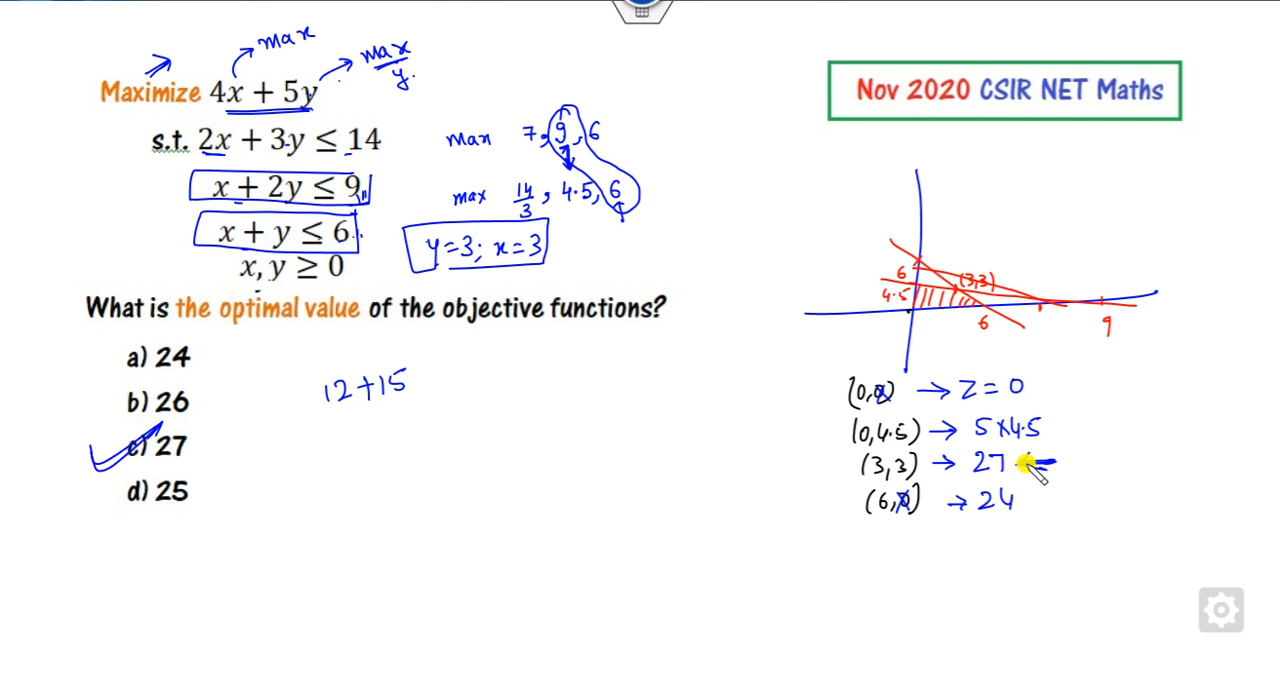 max
max
y.
Maximize 4x + 5y
Nov 2020 CSIR NET Maths
s.t. 2x + 3y ≤ 14
max 7, 9, 6
x + 2y ≤ 9
max 14/3, 4.5, 6
x + y ≤ 6
y=3; x=3
x, y ≥ 0
6
(3,3)
4.5
6
9
What is the optimal value of the objective functions?
a) 24
b) 26
12+15
c) 27
d) 25
(0,0) → Z = 0
(0,4.5) → 5×4.5
(3,3) → 27
(6,0) → 24